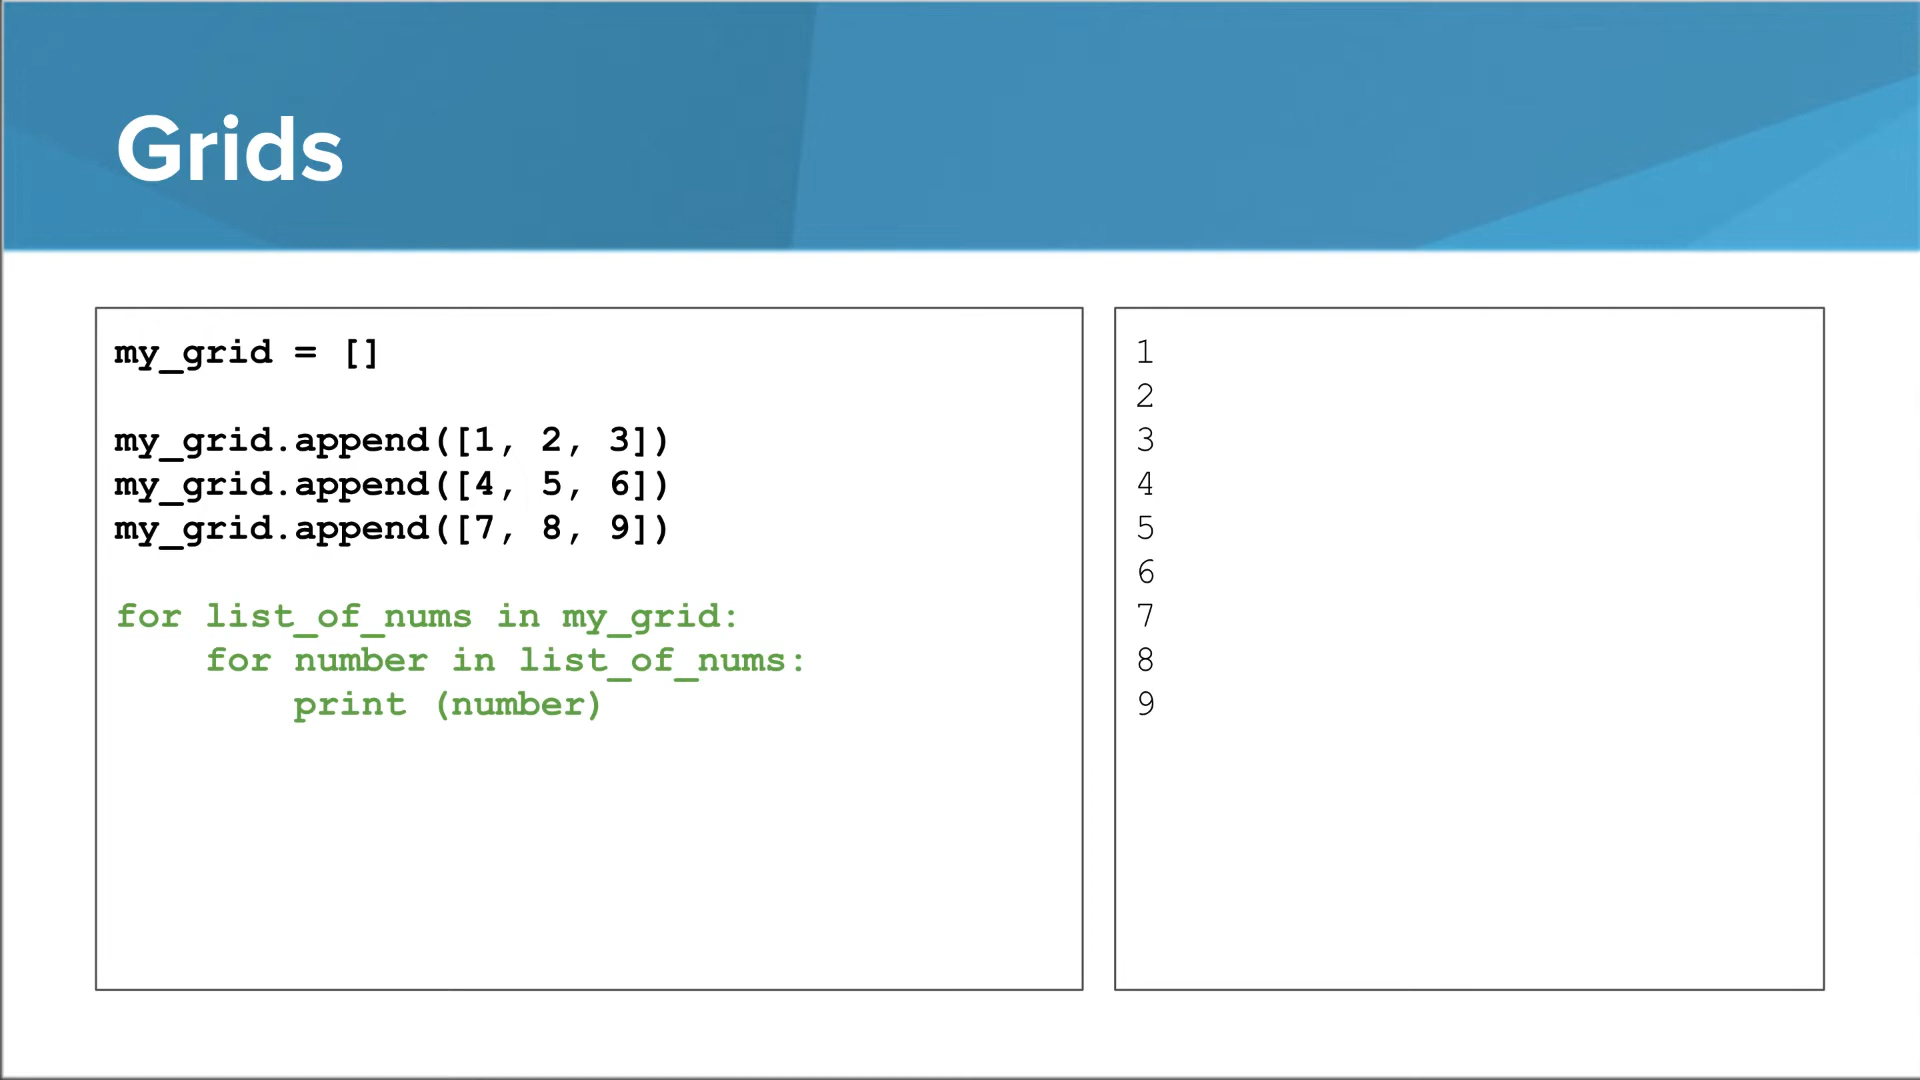 Grids
my_grid = []
my_grid.append([1, 2, 3])
my_grid.append([4, 5, 6])
my_grid.append([7, 8, 9])
for list_of_nums in my_grid:
    for number in list_of_nums:
        print (number)
1
2
3
4
5
6
7
8
9